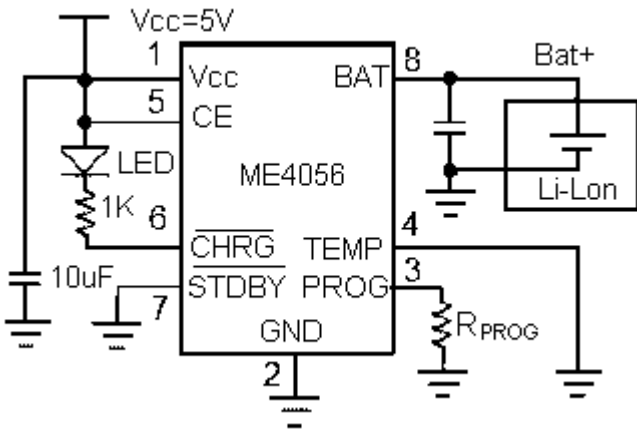 Vcc=5V
1
Vcc
BAT
8
Bat+
5
CE
LED
ME4056
Li-Lon
1K
6
CHRG
TEMP
4
10uF
7
STDBY
PROG
3
RPROG
GND
2